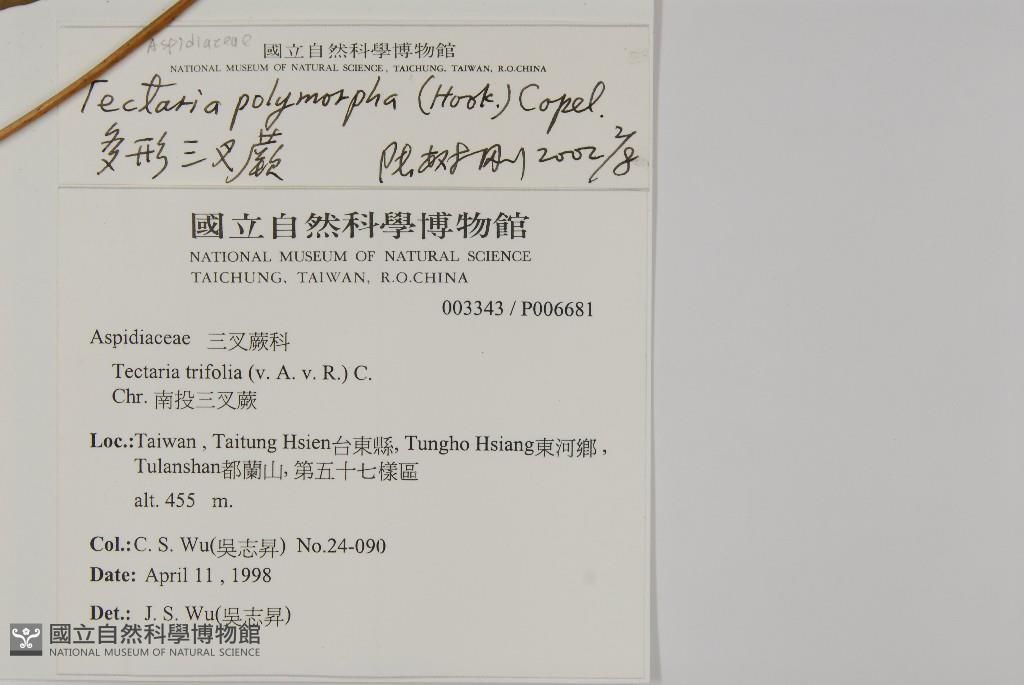 Aspidiaceae
國立自然科學博物館
NATIONAL MUSEUM OF NATURAL SCIENCE, TAICHUNG, TAIWAN, R.O.CHINA
Tectaria polymorpha (Hook.) Copel.
多形三叉蕨 2002 2/8
國立自然科學博物館
NATIONAL MUSEUM OF NATURAL SCIENCE
TAICHUNG, TAIWAN, R.O.CHINA
003343 / P006681
Aspidiaceae 三叉蕨科
Tectaria trifolia (v. A. v. R.) C.
Chr. 南投三叉蕨
Loc.:Taiwan , Taitung Hsien台東縣, Tungho Hsiang東河鄉 ,
Tulanshan都蘭山, 第五十七樣區
alt. 455 m.
Col.: C. S. Wu(吳志昇) No.24-090
Date: April 11 , 1998
Det.: J. S. Wu(吳志昇)
國立自然科學博物館
NATIONAL MUSEUM OF NATURAL SCIENCE